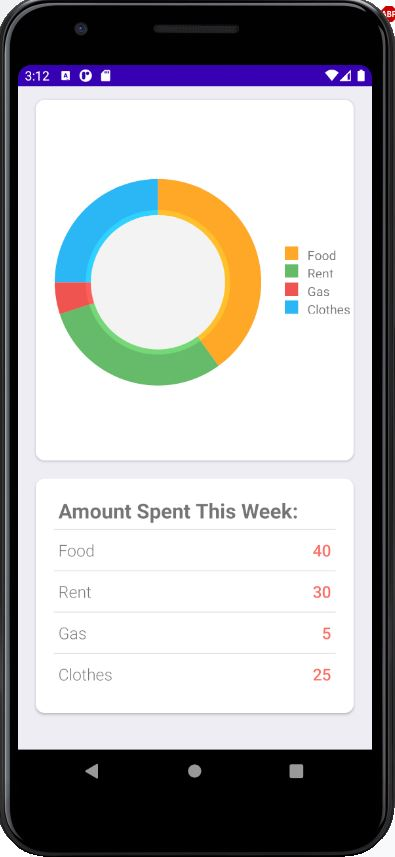 3:12
Food
Rent
Gas
Clothes
Amount Spent This Week:
Food 40
Rent 30
Gas 5
Clothes 25